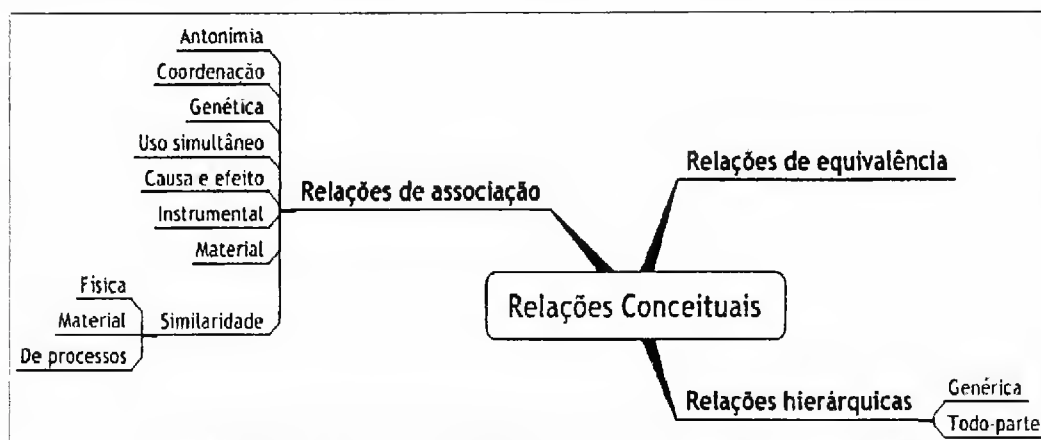 Antonimia
Coordenação
Genética
Uso simultâneo
Causa e efeito
Instrumental
Material
Física
Material
De processos
Similaridade
Relações de associação
Relações de equivalência
Relações Conceituais
Relações hierárquicas
Genérica
Todo-parte